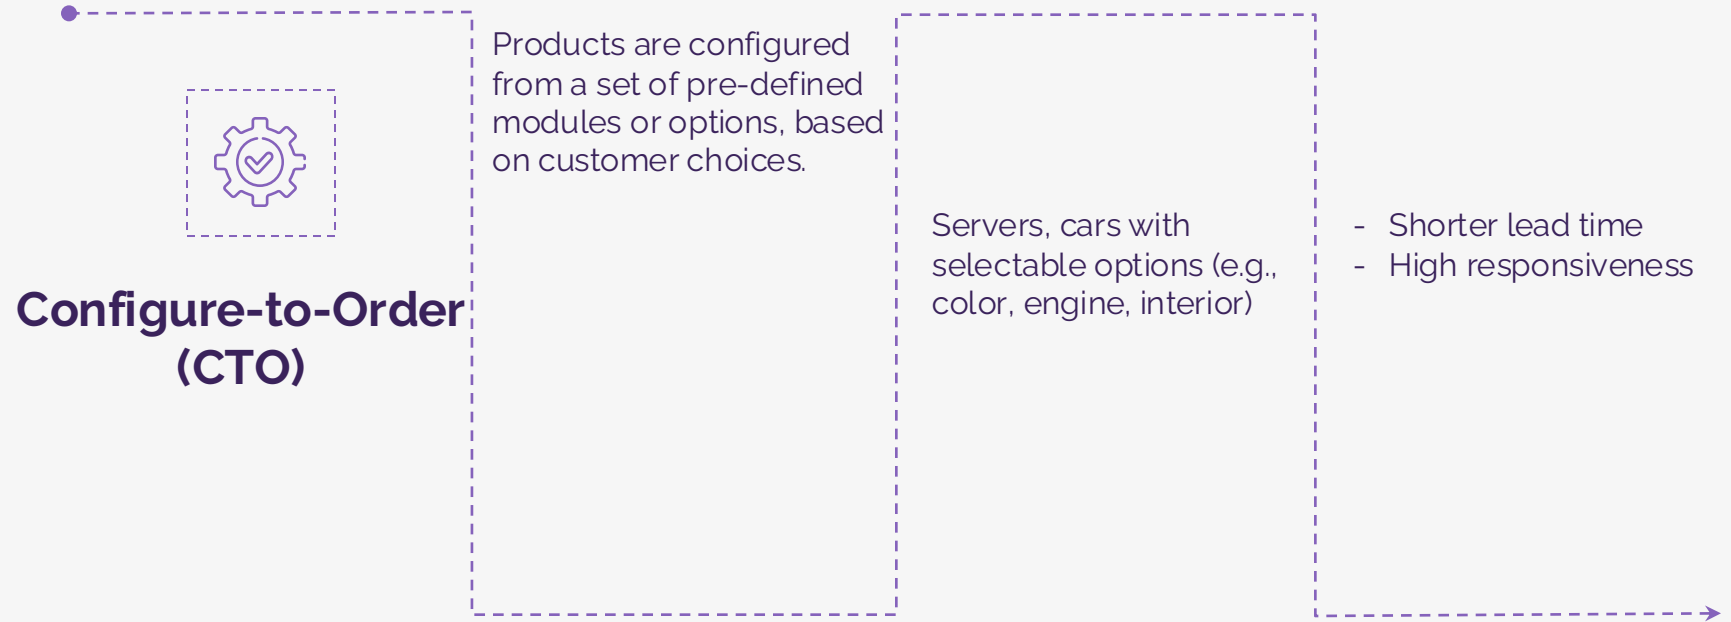 Configure-to-Order
(CTO)
Products are configured
from a set of pre-defined
modules or options, based
on customer choices.
Servers, cars with
selectable options (e.g.,
color, engine, interior)
- Shorter lead time
- High responsiveness